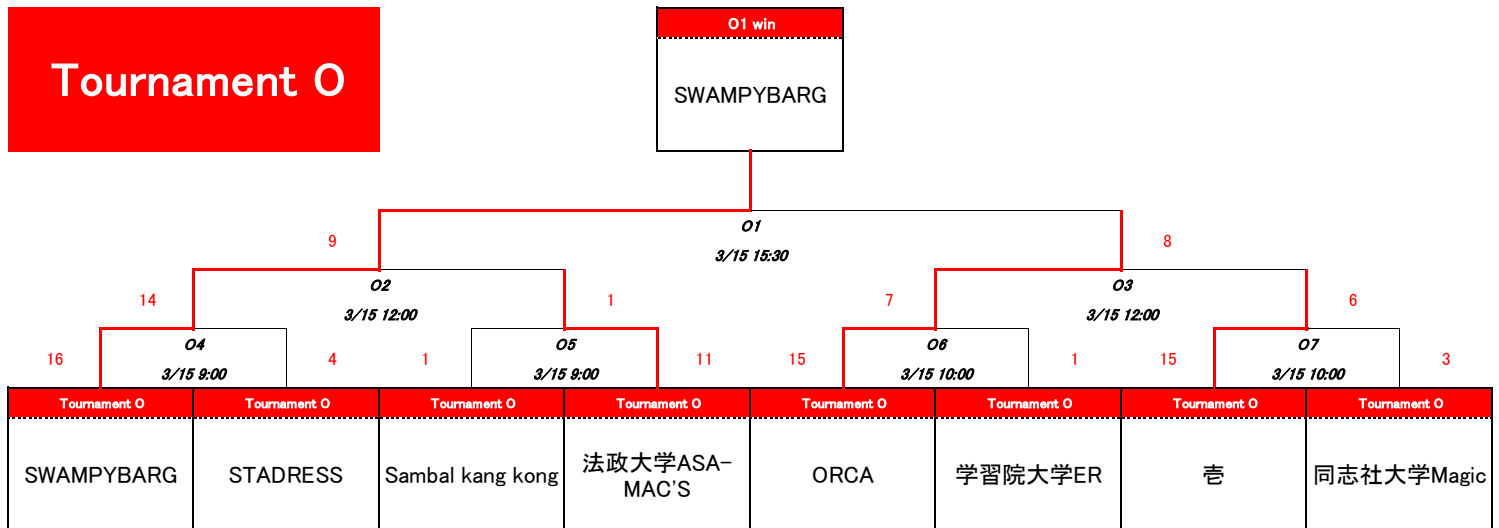 Tournament O
O1 win
SWAMPYBARG
O1
9
8
3/15 15:30
O2
O3
14
1
7
6
3/15 12:00
3/15 12:00
O4
O5
O6
O7
16
4
1
11
15
1
15
3
3/15 9:00
3/15 9:00
3/15 10:00
3/15 10:00
Tournament O
Tournament O
Tournament O
Tournament O
Tournament O
Tournament O
Tournament O
Tournament O
SWAMPYBARG
STADRESS
Sambal kang kong
法政大学ASA-
MAC'S
ORCA
学習院大学ER
壱
同志社大学Magic